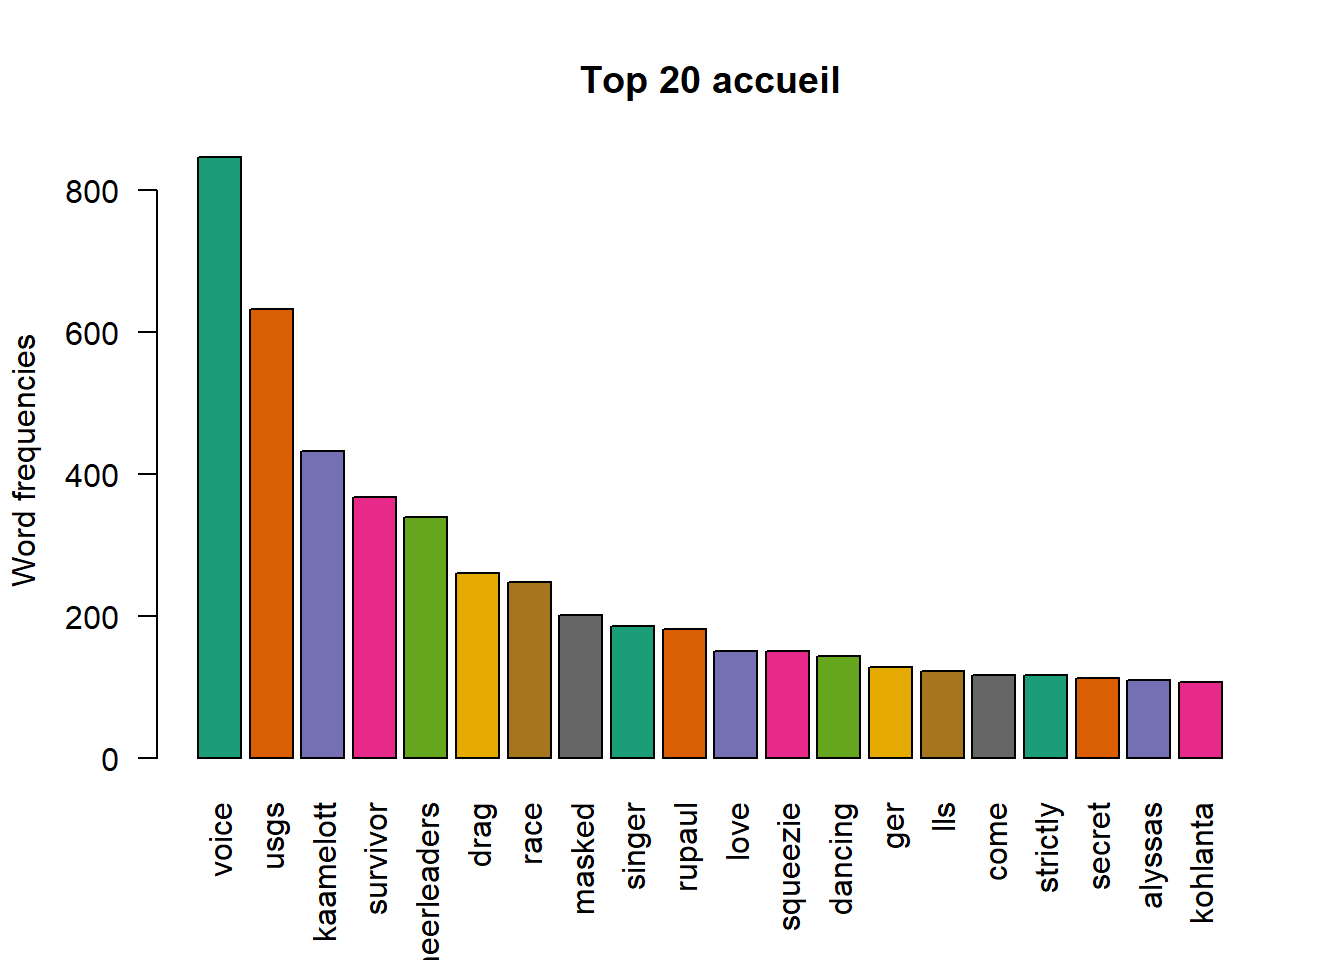 Top 20 accueil
Word frequencies
800
600
400
200
0
voice
usgs
kaamelott
survivor
heerleaders
drag
race
masked
singer
rupaul
love
squeezie
dancing
ger
lls
come
strictly
secret
alyssas
kohlanta